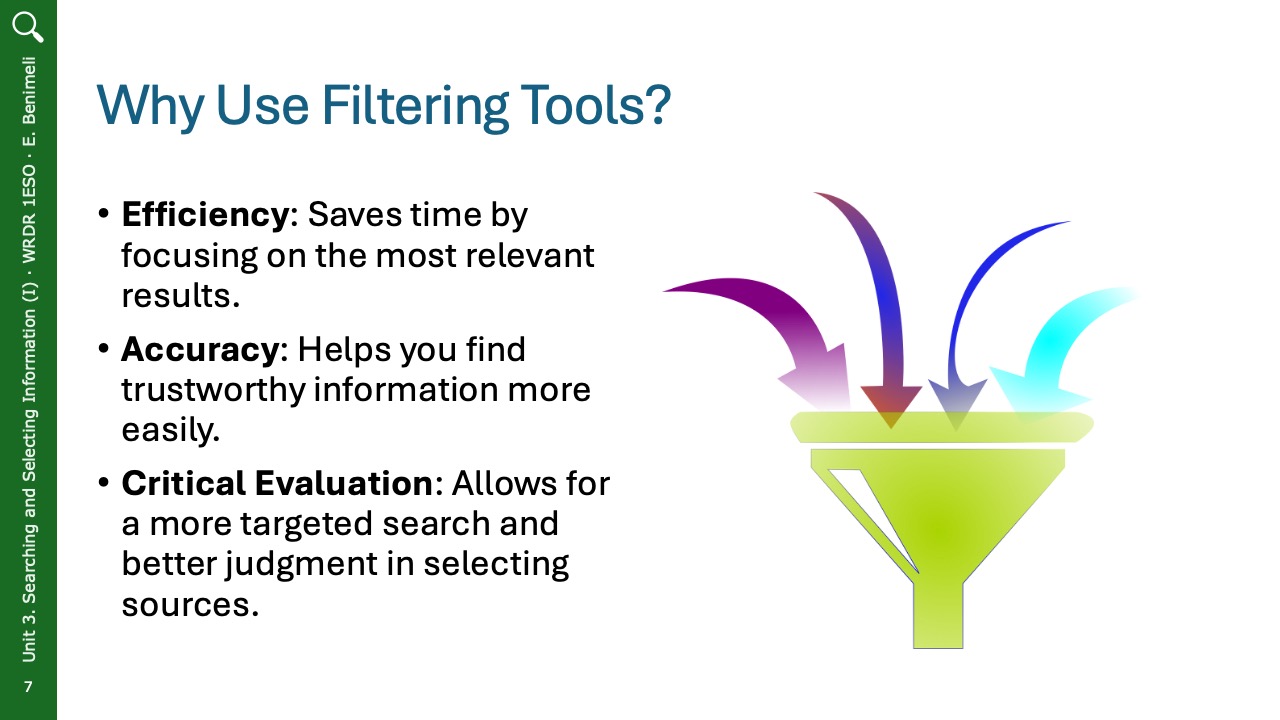 Unit 3. Searching and Selecting Information (I) · WRDR 1ESO · E. Benimeli
7
Why Use Filtering Tools?
• Efficiency: Saves time by
focusing on the most relevant
results.
• Accuracy: Helps you find
trustworthy information more
easily.
• Critical Evaluation: Allows for
a more targeted search and
better judgment in selecting
sources.